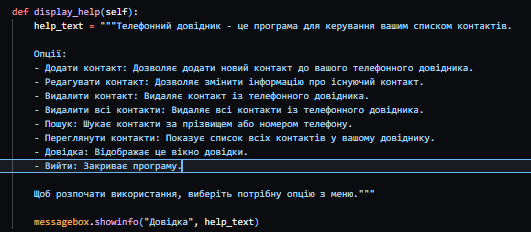 def display_help(self):
help_text = """Телефонний довідник - це програма для керування вашим списком контактів.
Опції:
- Додати контакт: Дозволяє додати новий контакт до вашого телефонного довідника.
- Редагувати контакт: Дозволяє змінити інформацію про існуючий контакт.
- Видалити контакт: Видаляє контакт із телефонного довідника.
- Видалити всі контакти: Видаляє всі контакти із телефонного довідника.
- Пошук: Шукає контакти за прізвищем або номером телефону.
- Переглянути контакти: Показує список всіх контактів у вашому довіднику.
- Довідка: Відображає це вікно довідки.
- Вийти: Закриває програму.
Щоб розпочати використання, виберіть потрібну опцію з меню."""
messagebox.showinfo("Довідка", help_text)